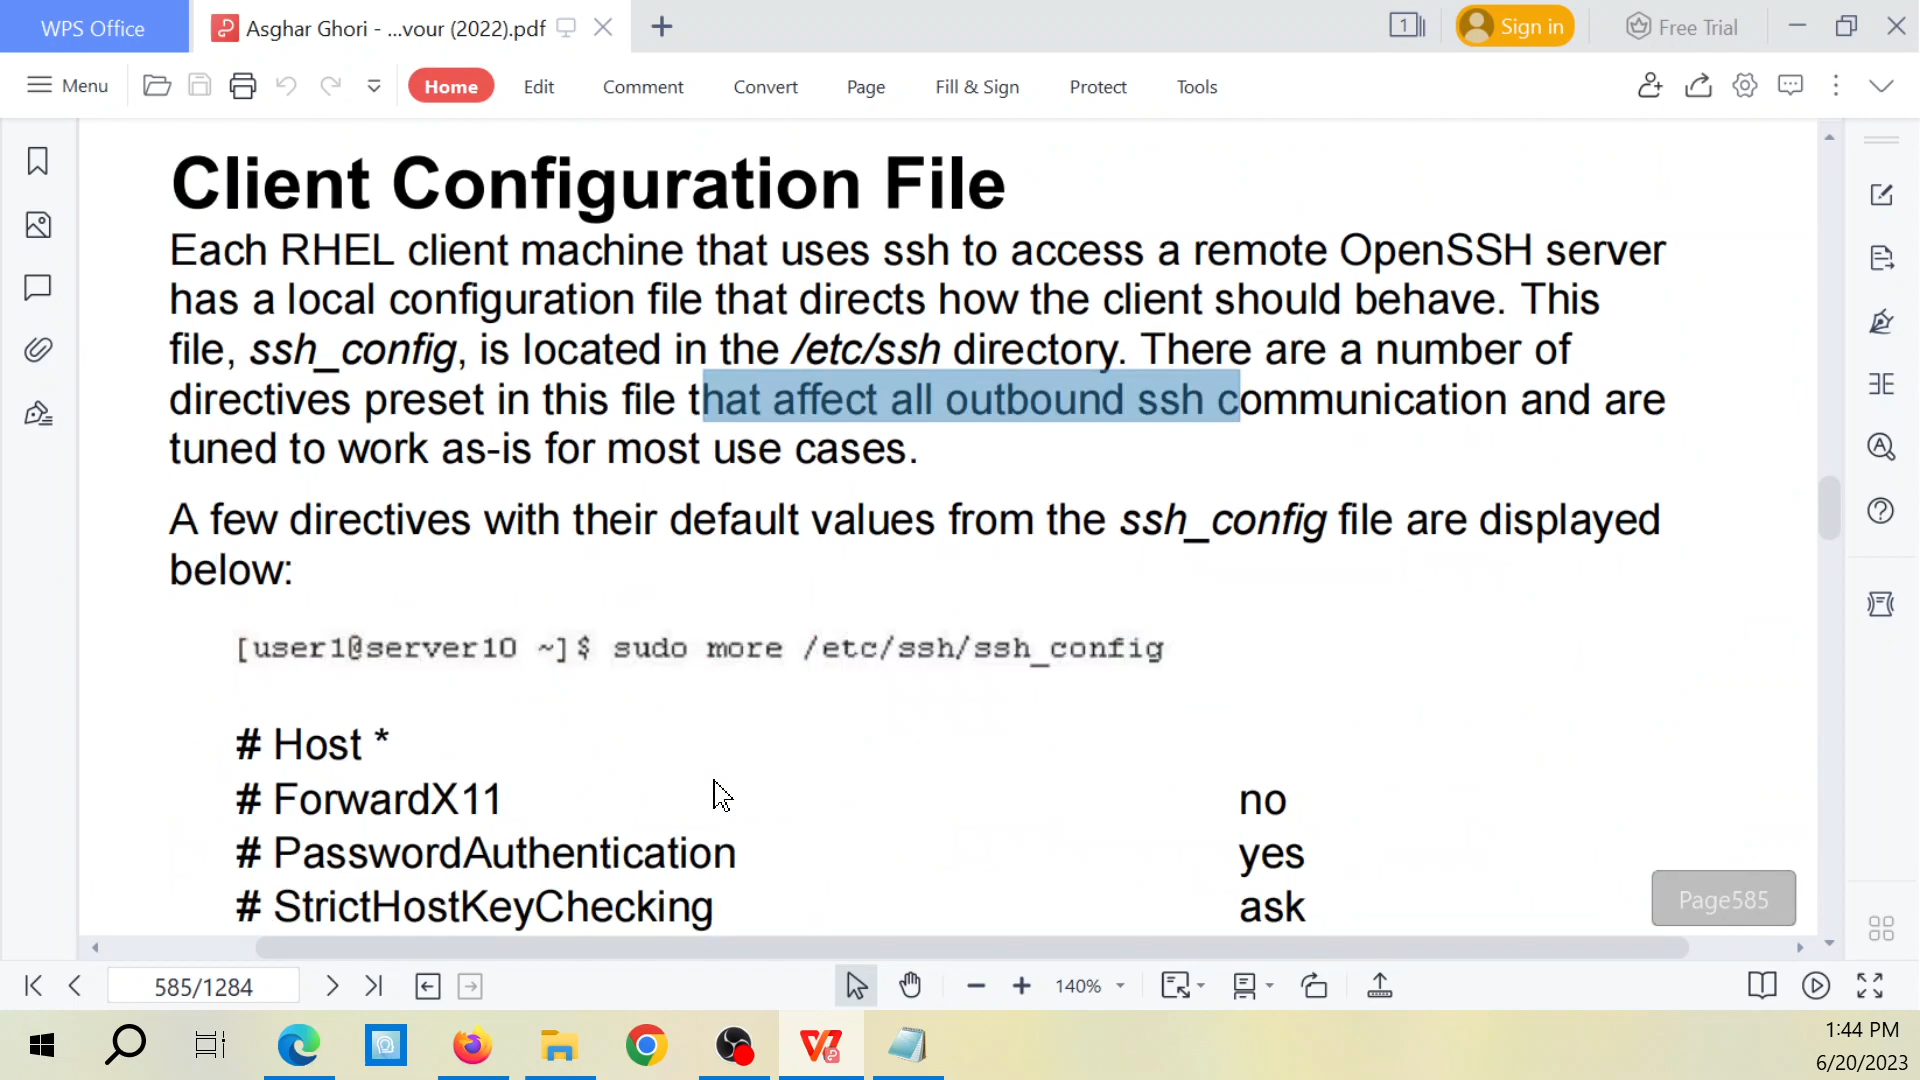 WPS Office
Asghar Ghori - ...vour (2022).pdf
1
Sign in
Free Trial
Menu
Home
Edit
Comment
Convert
Page
Fill & Sign
Protect
Tools
Client Configuration File
Each RHEL client machine that uses ssh to access a remote OpenSSH server
has a local configuration file that directs how the client should behave. This
file, ssh_config, is located in the /etc/ssh directory. There are a number of
directives preset in this file that affect all outbound ssh communication and are
tuned to work as-is for most use cases.
A few directives with their default values from the ssh_config file are displayed
below:
[user1@server10 ~]$ sudo more /etc/ssh/ssh_config
# Host *
# ForwardX11 no
# PasswordAuthentication yes
# StrictHostKeyChecking ask
Page585
585/1284
140%
1:44 PM
6/20/2023